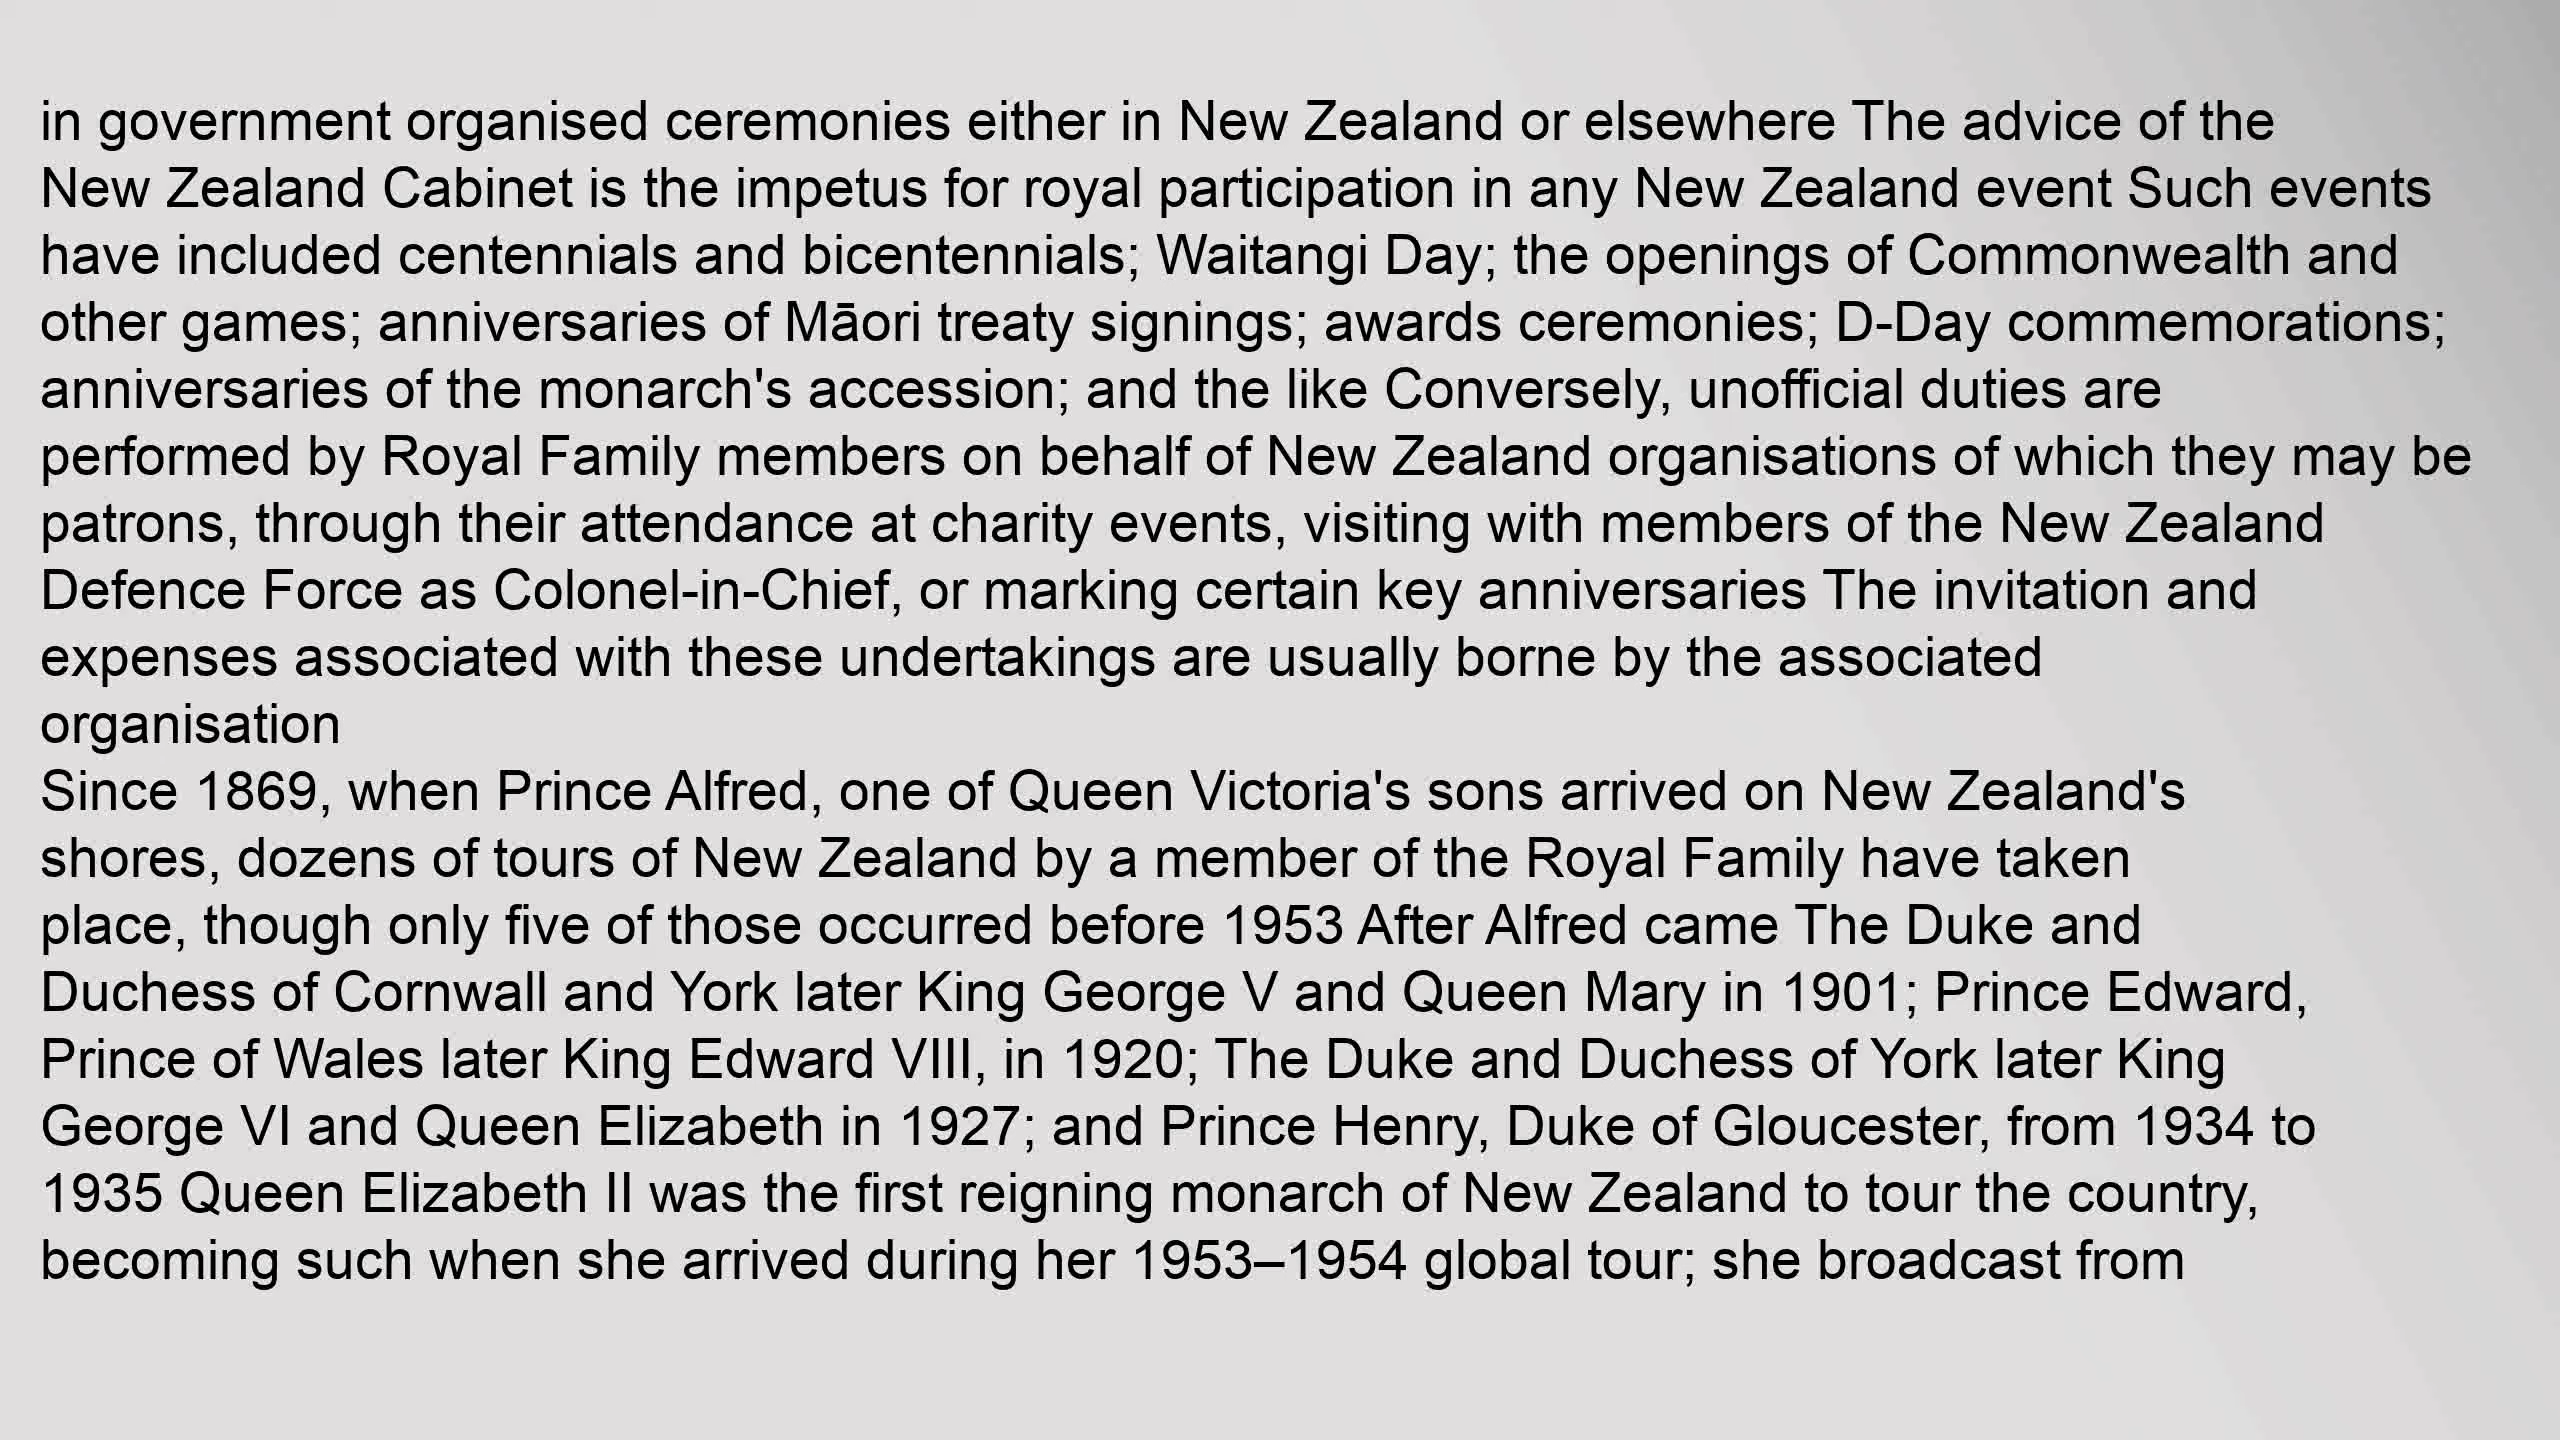 in government organised ceremonies either in New Zealand or elsewhere The advice of the
New Zealand Cabinet is the impetus for royal participation in any New Zealand event Such events
have included centennials and bicentennials; Waitangi Day; the openings of Commonwealth and
other games; anniversaries of Māori treaty signings; awards ceremonies; D-Day commemorations;
anniversaries of the monarch's accession; and the like Conversely, unofficial duties are
performed by Royal Family members on behalf of New Zealand organisations of which they may be
patrons, through their attendance at charity events, visiting with members of the New Zealand
Defence Force as Colonel-in-Chief, or marking certain key anniversaries The invitation and
expenses associated with these undertakings are usually borne by the associated
organisation
Since 1869, when Prince Alfred, one of Queen Victoria's sons arrived on New Zealand's
shores, dozens of tours of New Zealand by a member of the Royal Family have taken
place, though only five of those occurred before 1953 After Alfred came The Duke and
Duchess of Cornwall and York later King George V and Queen Mary in 1901; Prince Edward,
Prince of Wales later King Edward VIII, in 1920; The Duke and Duchess of York later King
George VI and Queen Elizabeth in 1927; and Prince Henry, Duke of Gloucester, from 1934 to
1935 Queen Elizabeth II was the first reigning monarch of New Zealand to tour the country,
becoming such when she arrived during her 1953–1954 global tour; she broadcast from